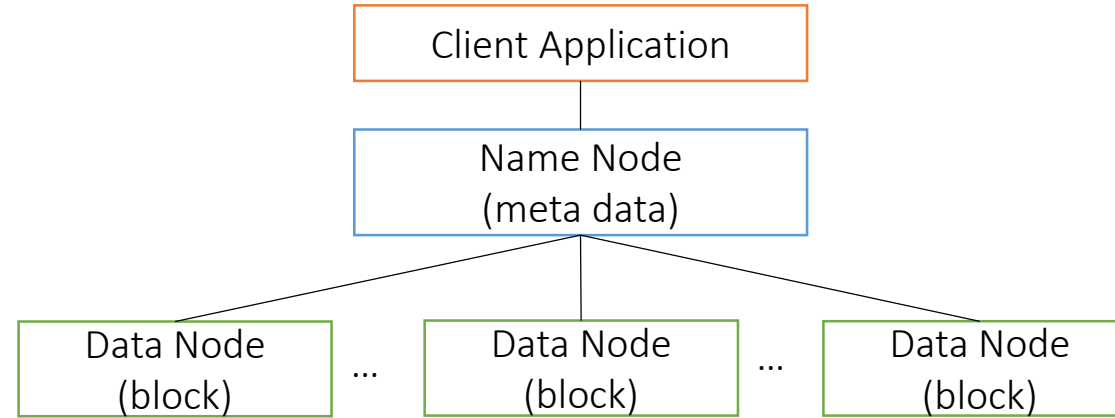 Client Application
Name Node
(meta data)
Data Node
(block)
...
Data Node
(block)
...
Data Node
(block)